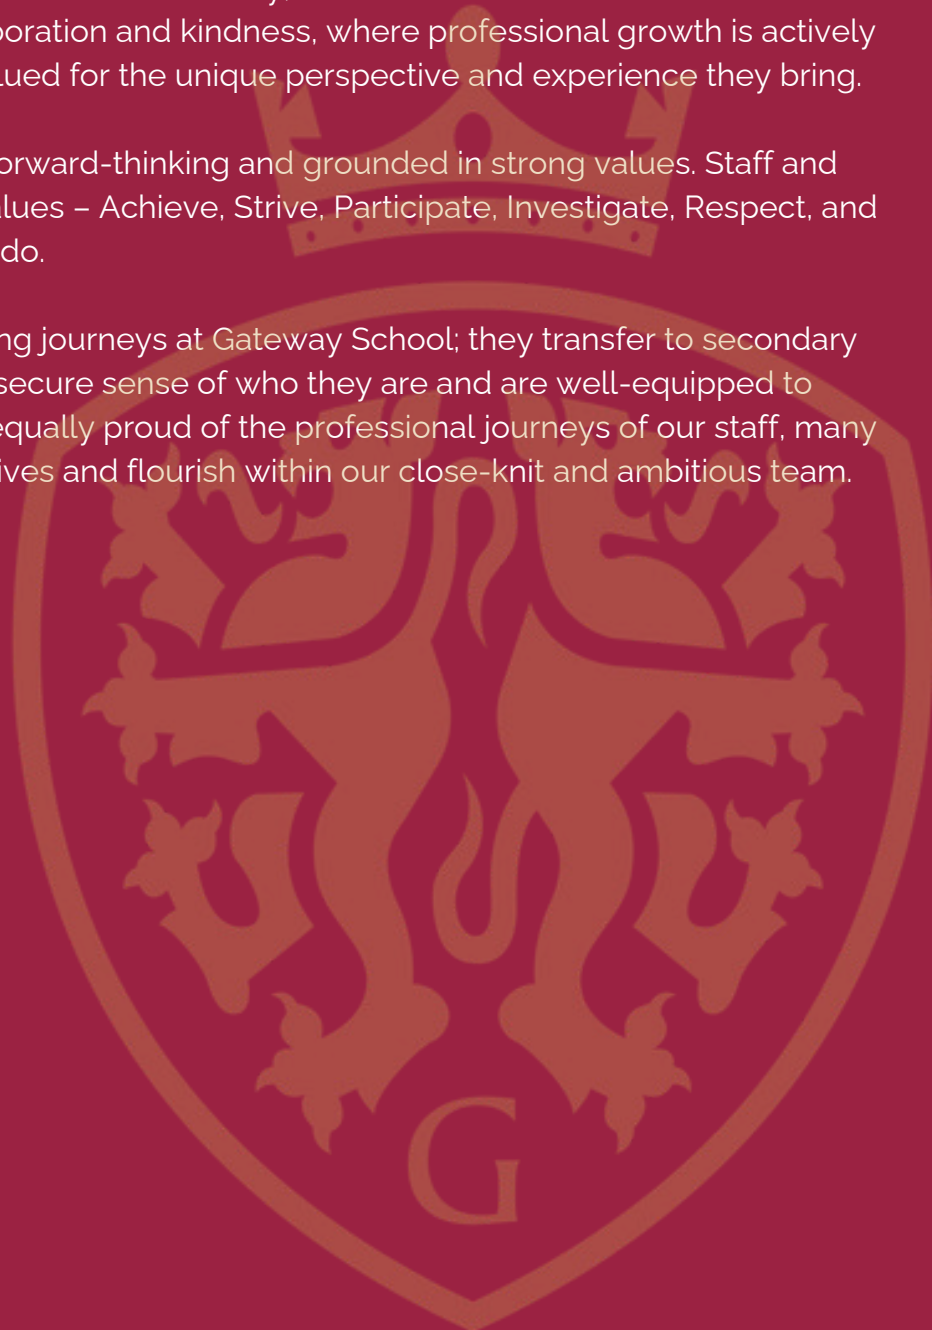 oration and kindness, where professional growth is actively
lued for the unique perspective and experience they bring.
orward-thinking and grounded in strong values. Staff and
lues – Achieve, Strive, Participate, Investigate, Respect, and
do.
ng journeys at Gateway School; they transfer to secondary
secure sense of who they are and are well-equipped to
equally proud of the professional journeys of our staff, many
ives and flourish within our close-knit and ambitious team.
G